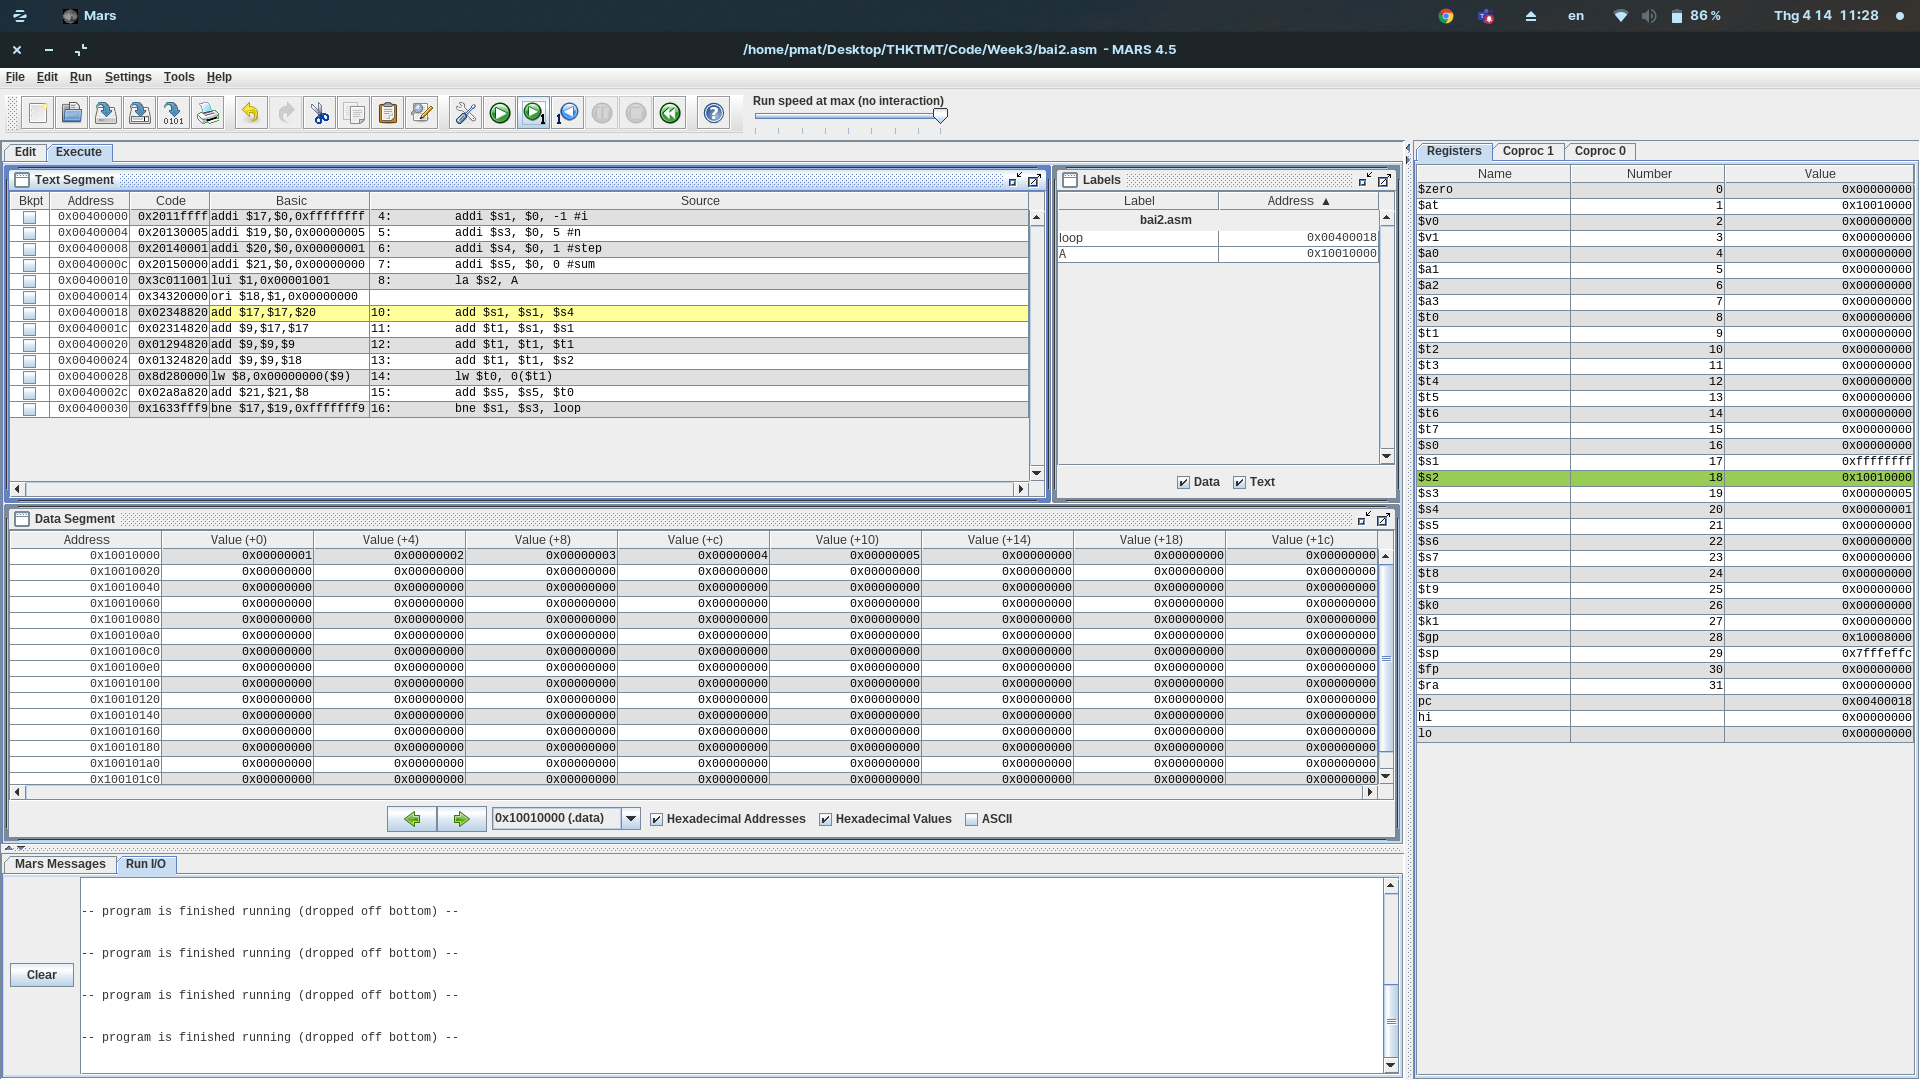 Mars
en
86 %
Thg 4 14 11:28
/home/pmat/Desktop/THKTMT/Code/Week3/bai2.asm - MARS 4.5
File Edit Run Settings Tools Help
Run speed at max (no interaction)
Edit Execute
Text Segment
Bkpt Address Code Basic Source
0x00400000 0x2011ffff addi $17,$0,0xffffffff 4: addi $s1, $0, -1 #i
0x00400004 0x20130005 addi $19,$0,0x00000005 5: addi $s3, $0, 5 #n
0x00400008 0x20140001 addi $20,$0,0x00000001 6: addi $s4, $0, 1 #step
0x0040000c 0x20150000 addi $21,$0,0x00000000 7: addi $s5, $0, 0 #sum
0x00400010 0x3c011001 lui $1,0x00001001 8: la $s2, A
0x00400014 0x34320000 ori $18,$1,0x00000000
0x00400018 0x02348820 add $17,$17,$20 10: add $s1, $s1, $s4
0x0040001c 0x02314820 add $9,$17,$17 11: add $t1, $s1, $s1
0x00400020 0x01294820 add $9,$9,$9 12: add $t1, $t1, $t1
0x00400024 0x01324820 add $9,$9,$18 13: add $t1, $t1, $s2
0x00400028 0x8d280000 lw $8,0x00000000($9) 14: lw $t0, 0($t1)
0x0040002c 0x02a8a820 add $21,$21,$8 15: add $s5, $s5, $t0
0x00400030 0x1633fff9 bne $17,$19,0xfffffff9 16: bne $s1, $s3, loop
Labels
Label Address ▲
bai2.asm
loop 0x00400018
A 0x10010000
Data Text
Data Segment
Address Value (+0) Value (+4) Value (+8) Value (+c) Value (+10) Value (+14) Value (+18) Value (+1c)
0x10010000 0x00000001 0x00000002 0x00000003 0x00000004 0x00000005 0x00000000 0x00000000 0x00000000
0x10010020 0x00000000 0x00000000 0x00000000 0x00000000 0x00000000 0x00000000 0x00000000 0x00000000
0x10010040 0x00000000 0x00000000 0x00000000 0x00000000 0x00000000 0x00000000 0x00000000 0x00000000
0x10010060 0x00000000 0x00000000 0x00000000 0x00000000 0x00000000 0x00000000 0x00000000 0x00000000
0x10010080 0x00000000 0x00000000 0x00000000 0x00000000 0x00000000 0x00000000 0x00000000 0x00000000
0x100100a0 0x00000000 0x00000000 0x00000000 0x00000000 0x00000000 0x00000000 0x00000000 0x00000000
0x100100c0 0x00000000 0x00000000 0x00000000 0x00000000 0x00000000 0x00000000 0x00000000 0x00000000
0x100100e0 0x00000000 0x00000000 0x00000000 0x00000000 0x00000000 0x00000000 0x00000000 0x00000000
0x10010100 0x00000000 0x00000000 0x00000000 0x00000000 0x00000000 0x00000000 0x00000000 0x00000000
0x10010120 0x00000000 0x00000000 0x00000000 0x00000000 0x00000000 0x00000000 0x00000000 0x00000000
0x10010140 0x00000000 0x00000000 0x00000000 0x00000000 0x00000000 0x00000000 0x00000000 0x00000000
0x10010160 0x00000000 0x00000000 0x00000000 0x00000000 0x00000000 0x00000000 0x00000000 0x00000000
0x10010180 0x00000000 0x00000000 0x00000000 0x00000000 0x00000000 0x00000000 0x00000000 0x00000000
0x100101a0 0x00000000 0x00000000 0x00000000 0x00000000 0x00000000 0x00000000 0x00000000 0x00000000
0x100101c0 0x00000000 0x00000000 0x00000000 0x00000000 0x00000000 0x00000000 0x00000000 0x00000000
0x10010000 (.data) Hexadecimal Addresses Hexadecimal Values ASCII
Mars Messages Run I/O
Clear
-- program is finished running (dropped off bottom) --
-- program is finished running (dropped off bottom) --
-- program is finished running (dropped off bottom) --
-- program is finished running (dropped off bottom) --
Registers Coproc 1 Coproc 0
Name Number Value
$zero 0 0x00000000
$at 1 0x10010000
$v0 2 0x00000000
$v1 3 0x00000000
$a0 4 0x00000000
$a1 5 0x00000000
$a2 6 0x00000000
$a3 7 0x00000000
$t0 8 0x00000000
$t1 9 0x00000000
$t2 10 0x00000000
$t3 11 0x00000000
$t4 12 0x00000000
$t5 13 0x00000000
$t6 14 0x00000000
$t7 15 0x00000000
$s0 16 0x00000000
$s1 17 0xffffffff
$s2 18 0x10010000
$s3 19 0x00000005
$s4 20 0x00000001
$s5 21 0x00000000
$s6 22 0x00000000
$s7 23 0x00000000
$t8 24 0x00000000
$t9 25 0x00000000
$k0 26 0x00000000
$k1 27 0x00000000
$gp 28 0x10008000
$sp 29 0x7fffeffc
$fp 30 0x00000000
$ra 31 0x00000000
pc 0x00400018
hi 0x00000000
lo 0x00000000